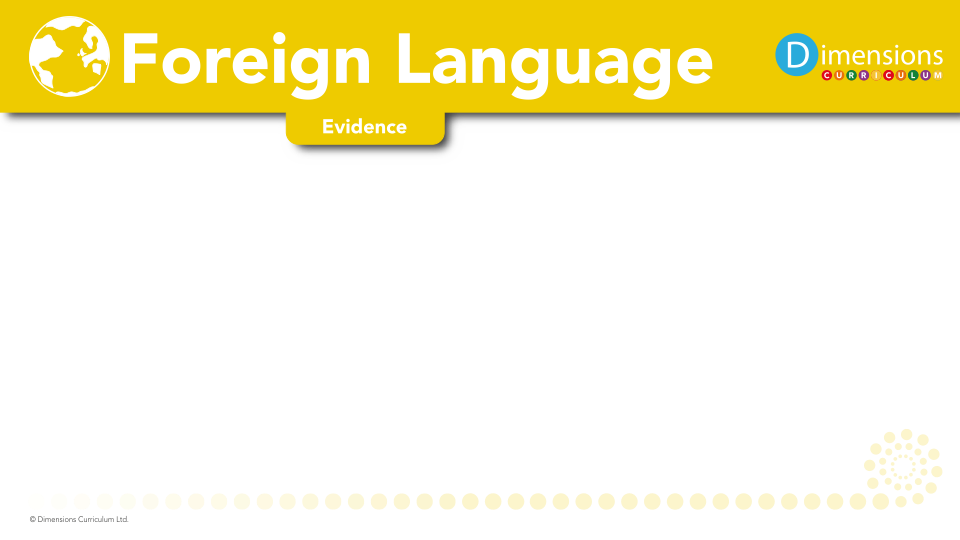 Foreign Language
Dimensions
CURRICULUM
Evidence
© Dimensions Curriculum Ltd.